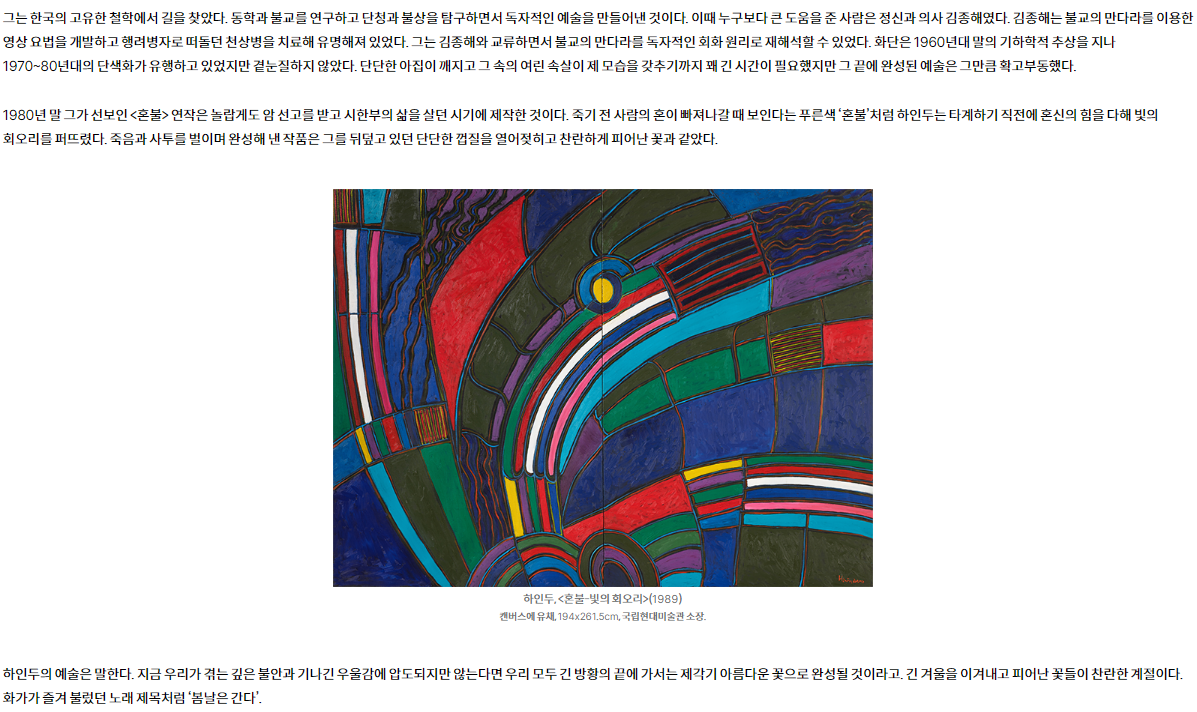 그는 한국의 고유한 철학에서 길을 찾았다. 동학과 불교를 연구하고 단청과 불상을 탐구하면서 독자적인 예술을 만들어낸 것이다. 이때 누구보다 큰 도움을 준 사람은 정신과 의사 김종해였다. 김종해는 불교의 만다라를 이용한
영상 요법을 개발하고 행려병자로 떠돌던 천상병을 치료해 유명해져 있었다. 그는 김종해와 교류하면서 불교의 만다라를 독자적인 회화 원리로 재해석할 수 있었다. 화단은 1960년대 말의 기하학적 추상을 지나
1970~80년대의 단색화가 유행하고 있었지만 곁눈질하지 않았다. 단단한 아집이 깨지고 그 속의 여린 속살이 제 모습을 갖추기까지 꽤 긴 시간이 필요했지만 그 끝에 완성된 예술은 그만큼 확고부동했다.
1980년 말 그가 선보인 <혼불> 연작은 놀랍게도 암 선고를 받고 시한부의 삶을 살던 시기에 제작한 것이다. 죽기 전 사람의 혼이 빠져나갈 때 보인다는 푸른색 ‘혼불’처럼 하인두는 타계하기 직전에 혼신의 힘을 다해 빛의
회오리를 퍼뜨렸다. 죽음과 사투를 벌이며 완성해 낸 작품은 그를 뒤덮고 있던 단단한 껍질을 열어젖히고 찬란하게 피어난 꽃과 같았다.
하인두, <혼불-빛의 회오리>(1989)
캔버스에 유채, 194x261.5cm, 국립현대미술관 소장.
하인두의 예술은 말한다. 지금 우리가 겪는 깊은 불안과 기나긴 우울감에 압도되지만 않는다면 우리 모두 긴 방황의 끝에 가서는 제각기 아름다운 꽃으로 완성될 것이라고. 긴 겨울을 이겨내고 피어난 꽃들이 찬란한 계절이다.
화가가 즐겨 불렀던 노래 제목처럼 ‘봄날은 간다’.